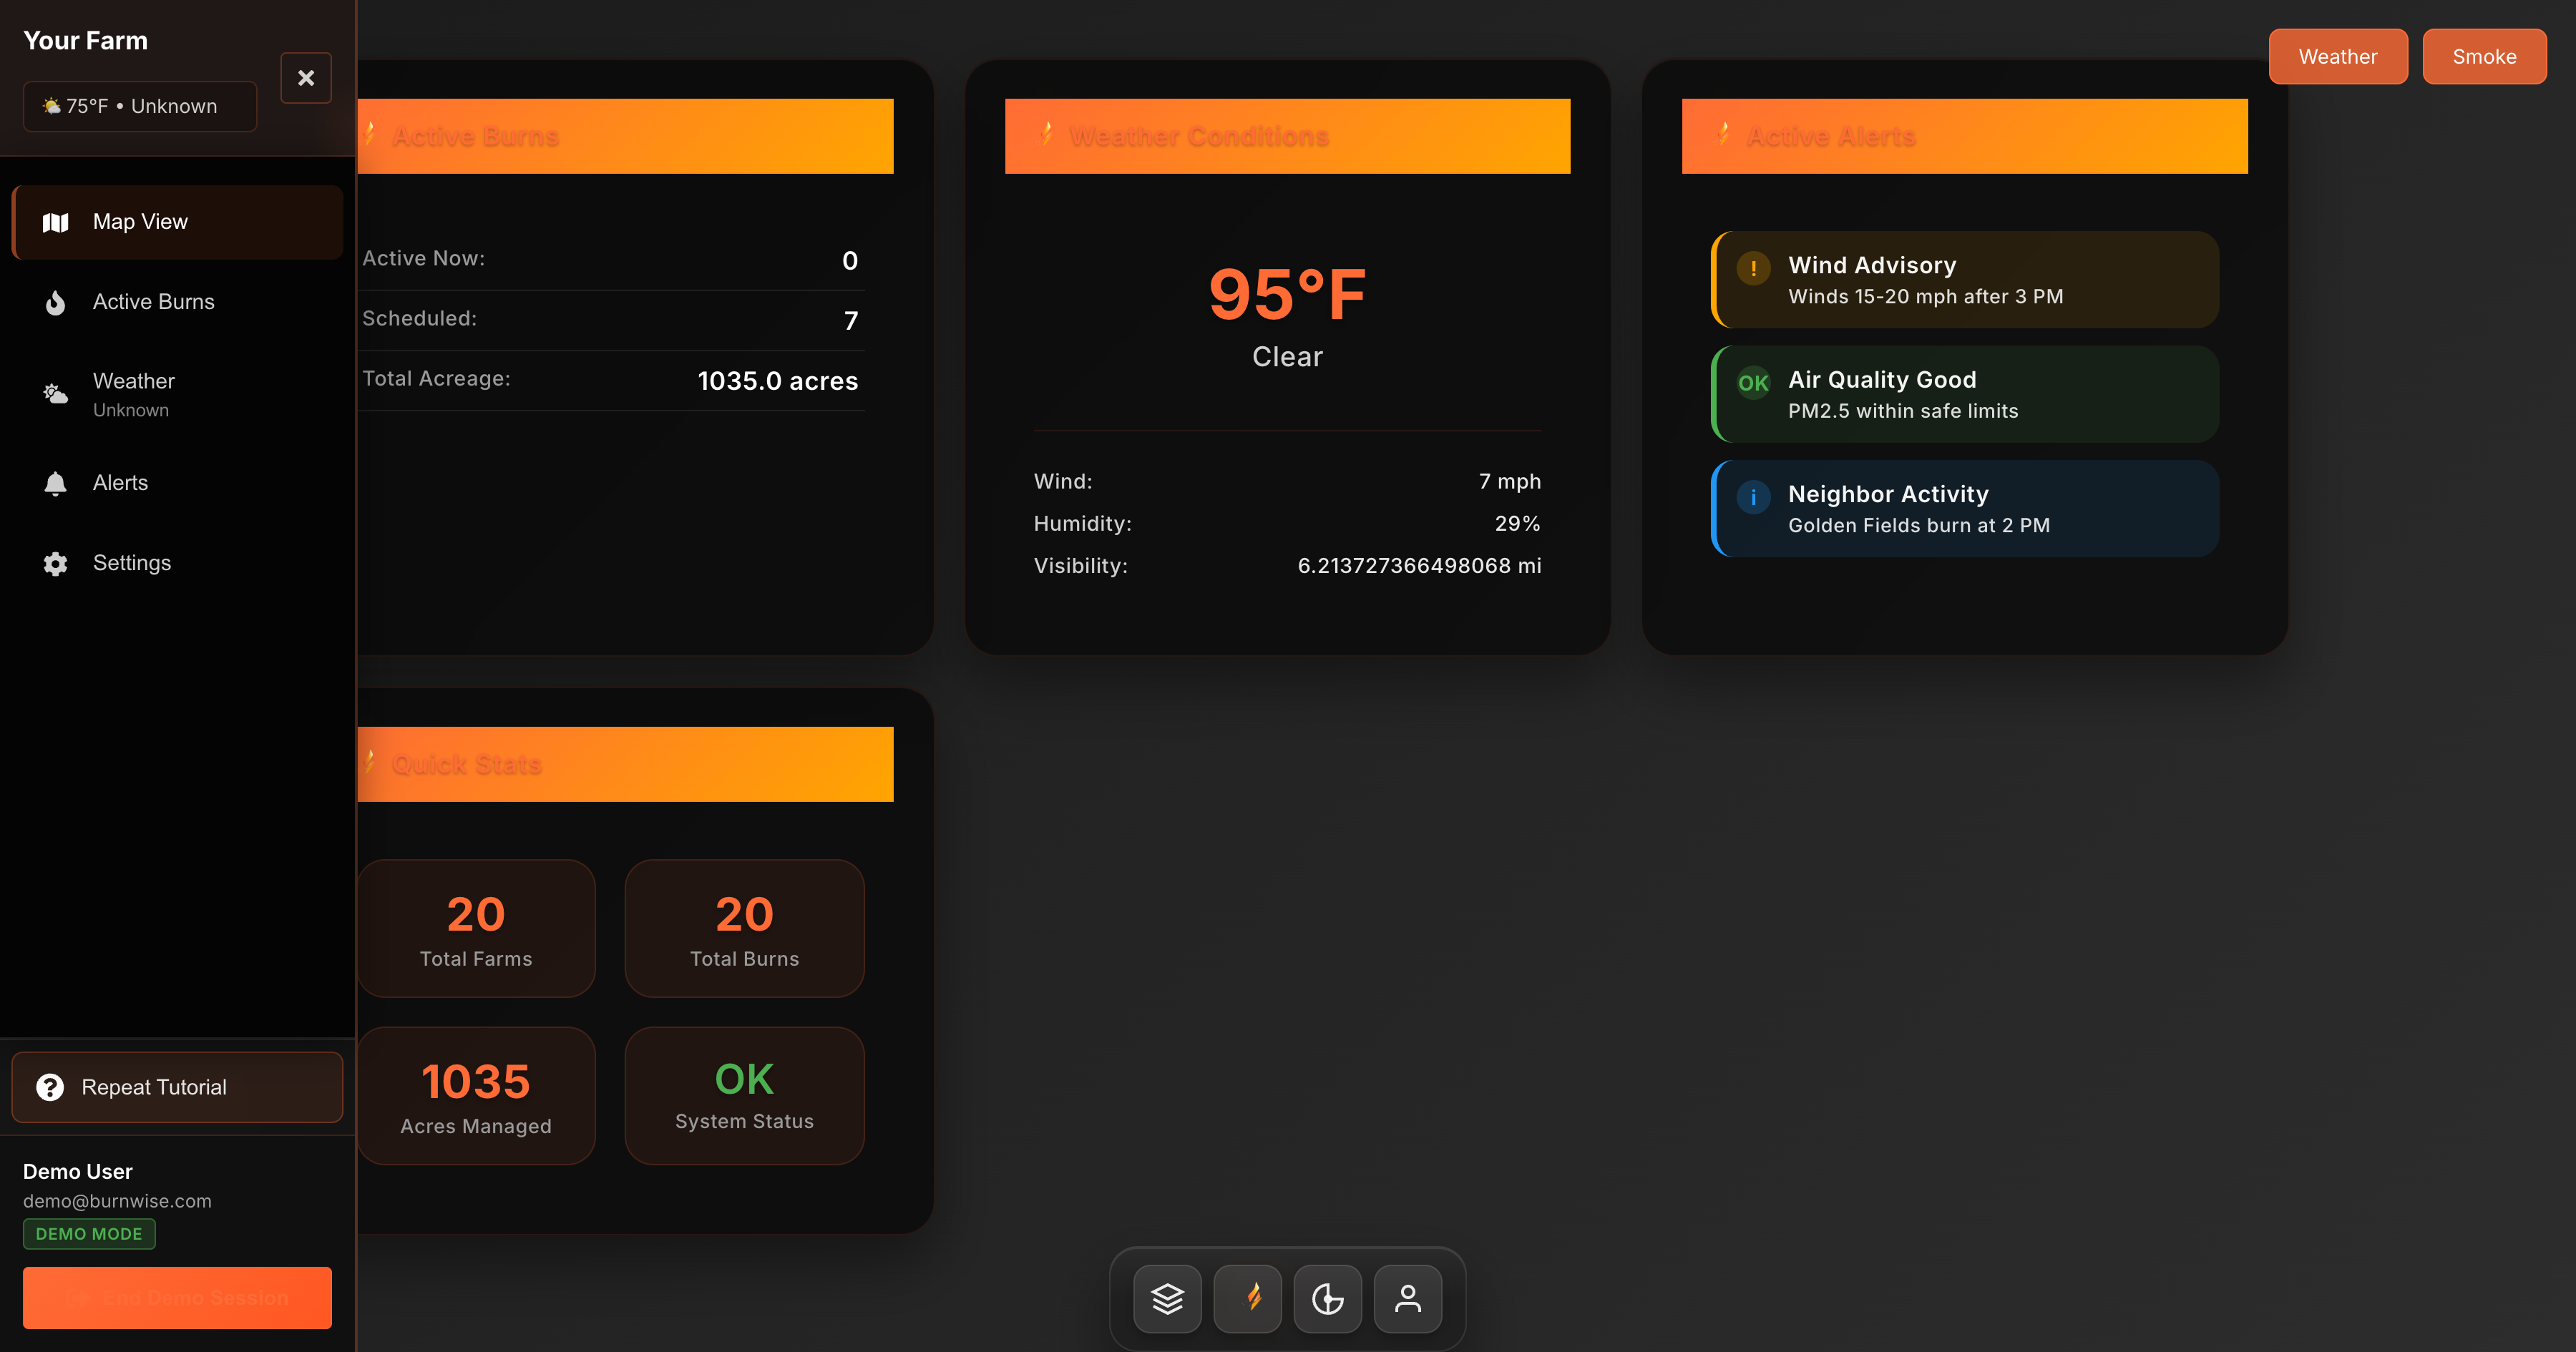 Your Farm
75°F • Unknown
Map View
Active Burns
Weather
Unknown
Alerts
Settings
Repeat Tutorial
Demo User
demo@burnwise.com
DEMO MODE
End Demo Session
Weather
Smoke
Active Burns
Active Now:
0
Scheduled:
7
Total Acreage:
1035.0 acres
Weather Conditions
95°F
Clear
Wind:
7 mph
Humidity:
29%
Visibility:
6.213727366498068 mi
Active Alerts
!
Wind Advisory
Winds 15-20 mph after 3 PM
OK
Air Quality Good
PM2.5 within safe limits
i
Neighbor Activity
Golden Fields burn at 2 PM
Quick Stats
20
Total Farms
20
Total Burns
1035
Acres Managed
OK
System Status